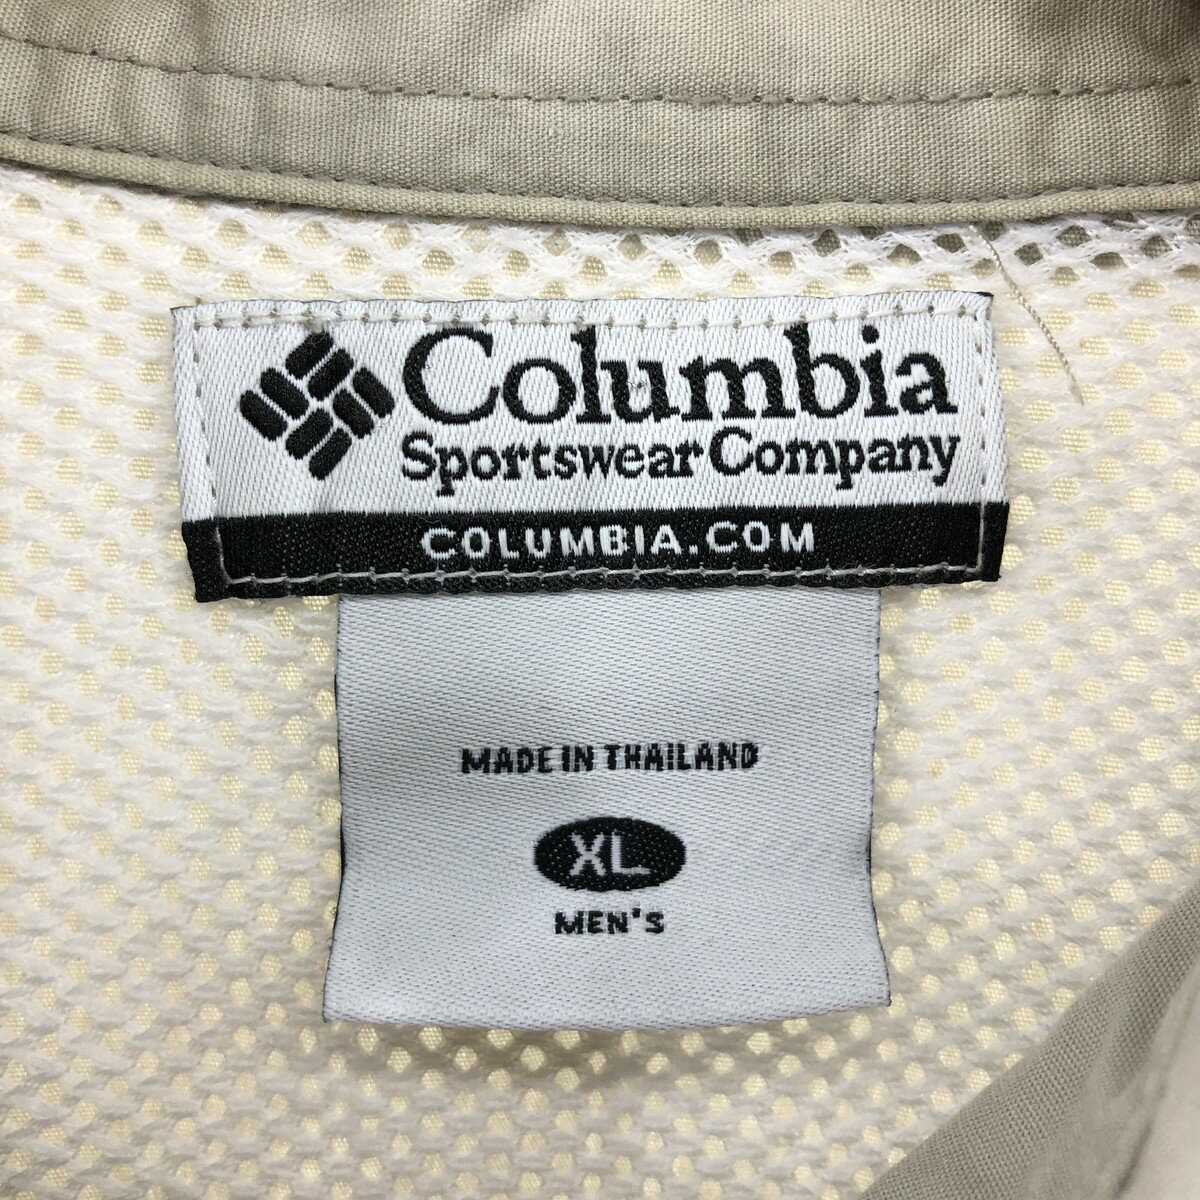 Columbia
Sportswear Company
COLUMBIA.COM
MADE IN THAILAND
XL
MEN'S